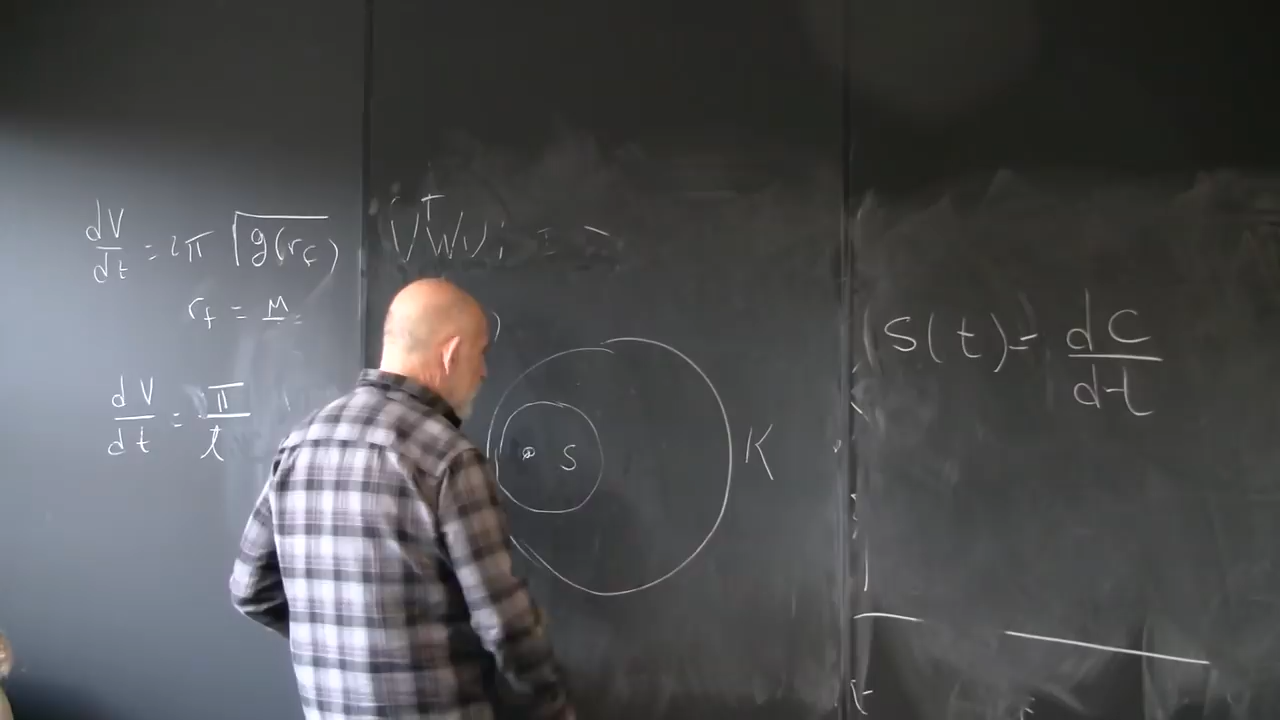 dV/dt = 2π √g(r_f)
r_f = M
dV/dt = π/t
S
K
S(t) = dC/dt